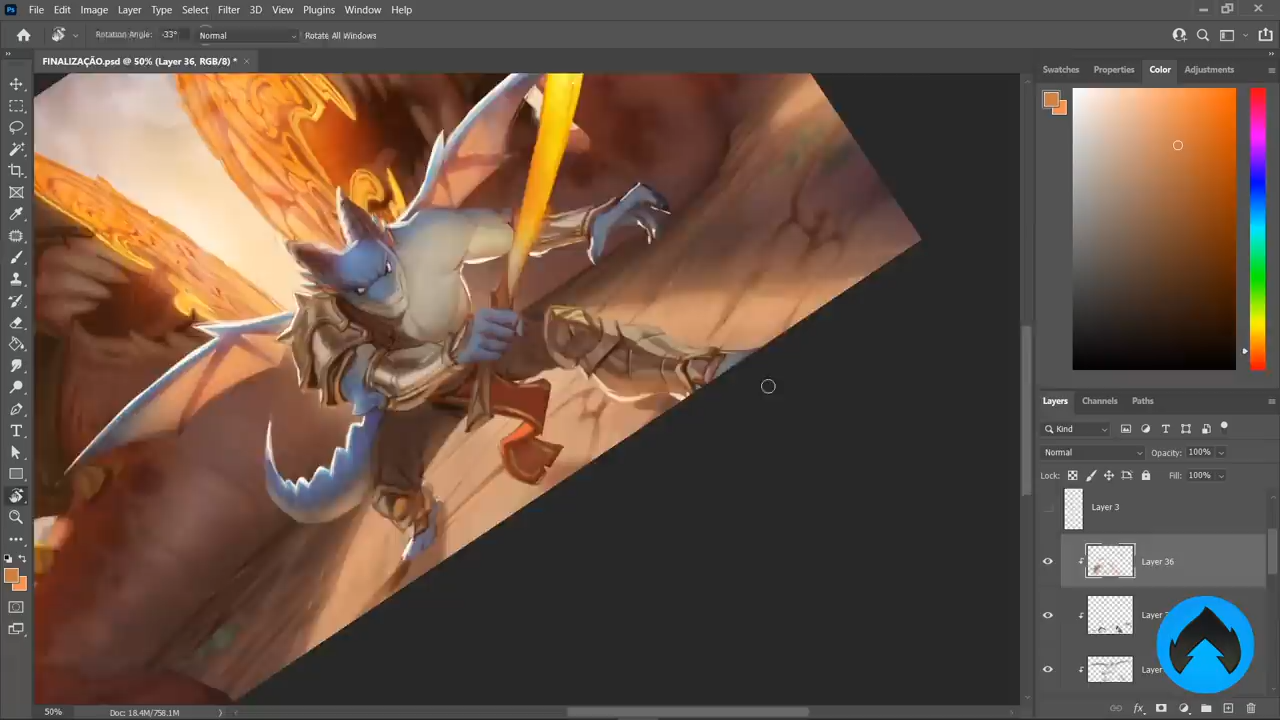 Ps File Edit Image Layer Type Select Filter 3D View Plugins Window Help
Rotation Angle: -33° Normal Rotate All Windows
FINALIZAÇÃO.psd @ 50% (Layer 36, RGB/8) * ×
Swatches Properties Color Adjustments
Layers Channels Paths
Kind
Normal Opacity: 100%
Lock: Fill: 100%
Layer 3
Layer 36
Layer
Layer
fx
50% Doc: 18.4M/758.1M